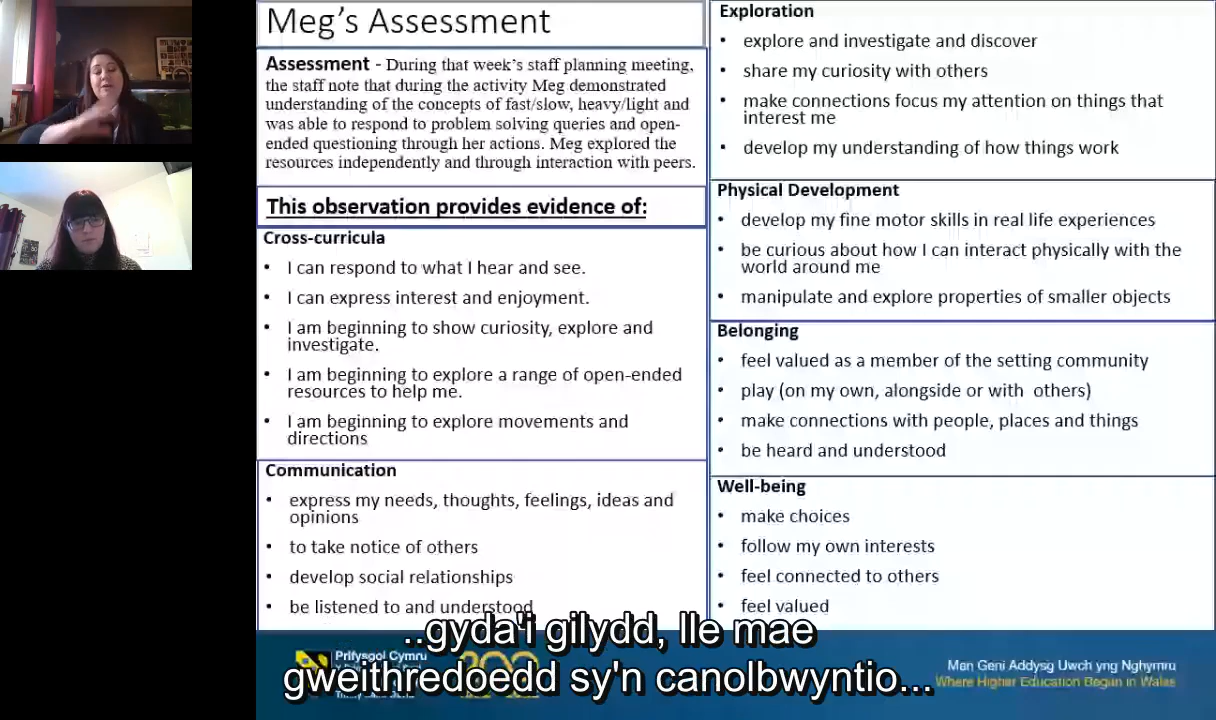 Meg's Assessment
Assessment - During that week's staff planning meeting,
the staff note that during the activity Meg demonstrated
understanding of the concepts of fast/slow, heavy/light and
was able to respond to problem solving queries and open-
ended questioning through her actions. Meg explored the
resources independently and through interaction with peers.
This observation provides evidence of:
Cross-curricula
• I can respond to what I hear and see.
• I can express interest and enjoyment.
• I am beginning to show curiosity, explore and
investigate.
• I am beginning to explore a range of open-ended
resources to help me.
• I am beginning to explore movements and
directions
Communication
• express my needs, thoughts, feelings, ideas and
opinions
• to take notice of others
• develop social relationships
• be listened to and understood
Exploration
• explore and investigate and discover
• share my curiosity with others
• make connections focus my attention on things that
interest me
• develop my understanding of how things work
Physical Development
• develop my fine motor skills in real life experiences
• be curious about how I can interact physically with the
world around me
• manipulate and explore properties of smaller objects
Belonging
• feel valued as a member of the setting community
• play (on my own, alongside or with others)
• make connections with people, places and things
• be heard and understood
Well-being
• make choices
• follow my own interests
• feel connected to others
• feel valued
..gyda'i gilydd, lle mae
gweithredoedd sy'n canolbwyntio...
Prifysgol Cymru
200
Man Geni Addysg Uwch yng Nghymru
Where Higher Education Began in Wales